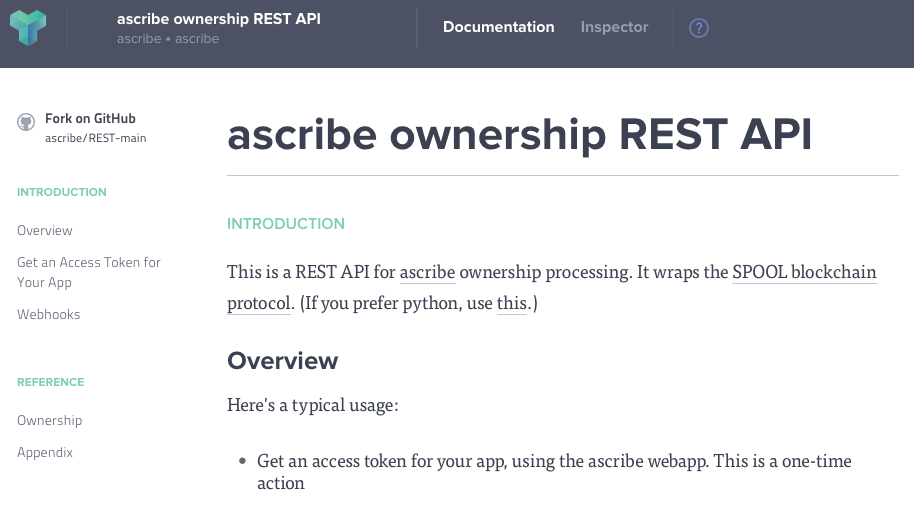 ascribe ownership REST API
ascribe • ascribe
Documentation
Inspector
?
Fork on GitHub
ascribe/REST-main
INTRODUCTION
Overview
Get an Access Token for
Your App
Webhooks
REFERENCE
Ownership
Appendix
ascribe ownership REST API
INTRODUCTION
This is a REST API for ascribe ownership processing. It wraps the SPOOL blockchain
protocol. (If you prefer python, use this.)
Overview
Here's a typical usage:
• Get an access token for your app, using the ascribe webapp. This is a one-time
action